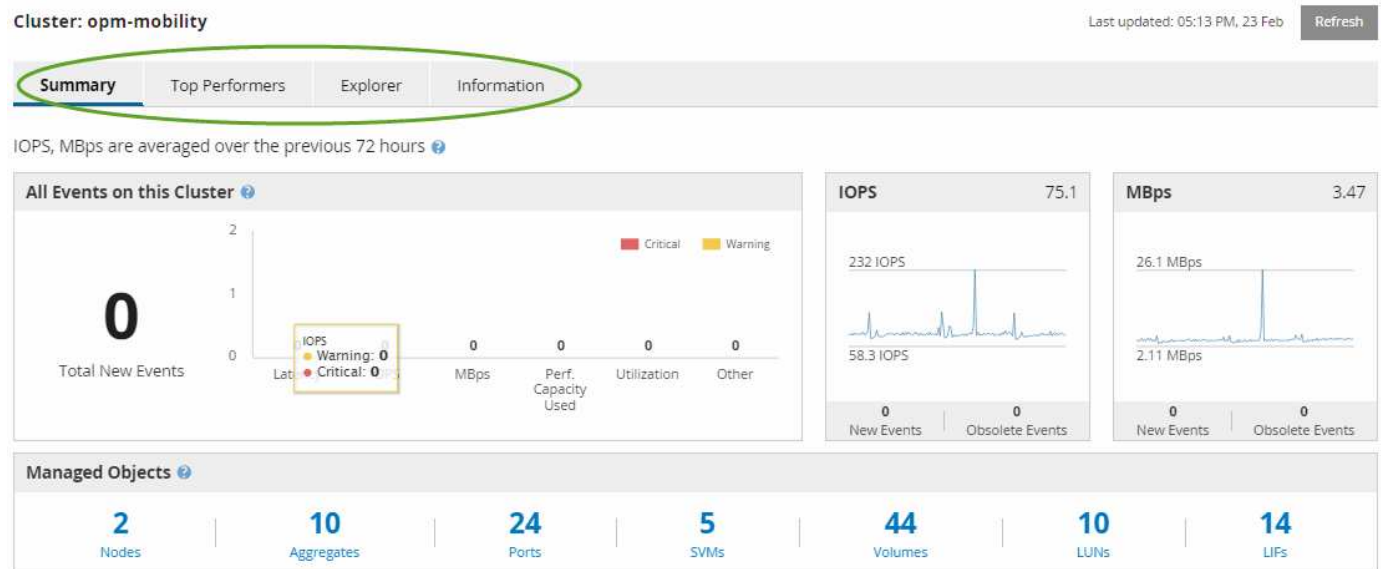 Cluster: opm-mobility
Last updated: 05:13 PM, 23 Feb Refresh
Summary Top Performers Explorer Information
IOPS, MBps are averaged over the previous 72 hours
All Events on this Cluster
2
1
0
Critical Warning
0
Total New Events
IOPS
Warning: 0
Critical: 0
0 0 0 0
MBps Perf. Capacity Used Utilization Other
IOPS 75.1
232 IOPS
58.3 IOPS
0 0
New Events Obsolete Events
MBps 3.47
26.1 MBps
2.11 MBps
0 0
New Events Obsolete Events
Managed Objects
2 10 24 5 44 10 14
Nodes Aggregates Ports SVMs Volumes LUNs LIFs